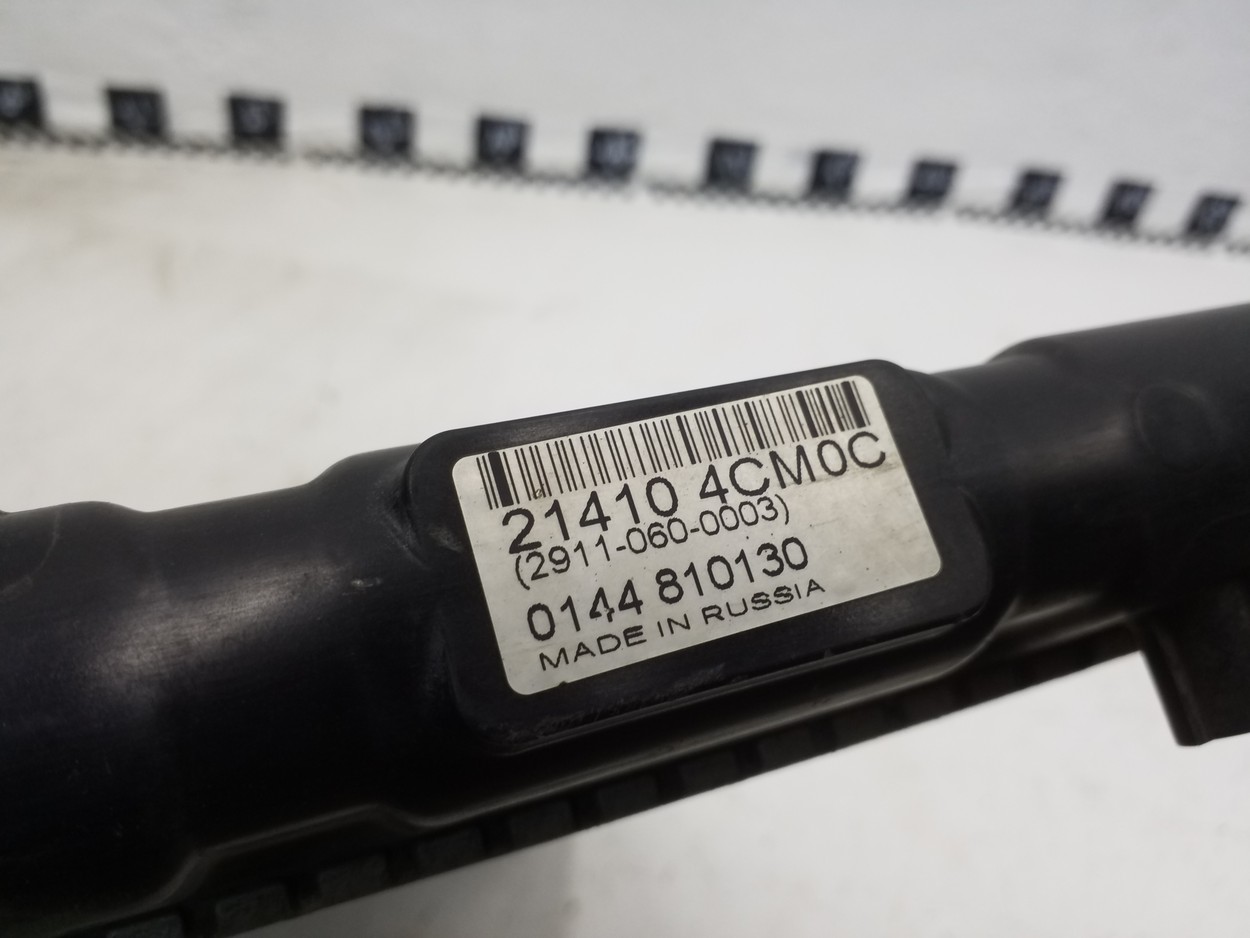 21410 4CM0C
(2911-060-0003)
0144 810130
MADE IN RUSSIA